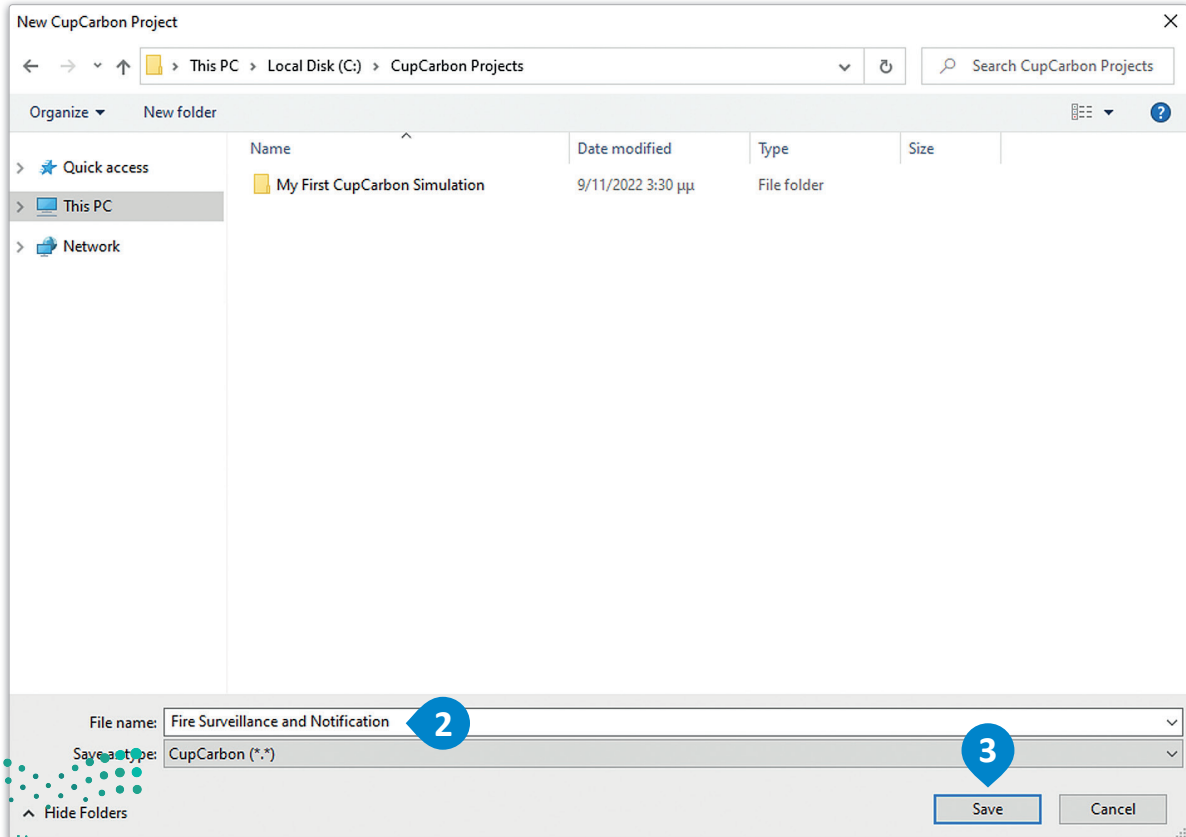 New CupCarbon Project
This PC > Local Disk (C:) > CupCarbon Projects
Search CupCarbon Projects
Organize
New folder
Name
Date modified
Type
Size
Quick access
My First CupCarbon Simulation
9/11/2022 3:30 μμ
File folder
This PC
Network
File name: Fire Surveillance and Notification
2
Save as type: CupCarbon (*.*)
3
Hide Folders
Save
Cancel